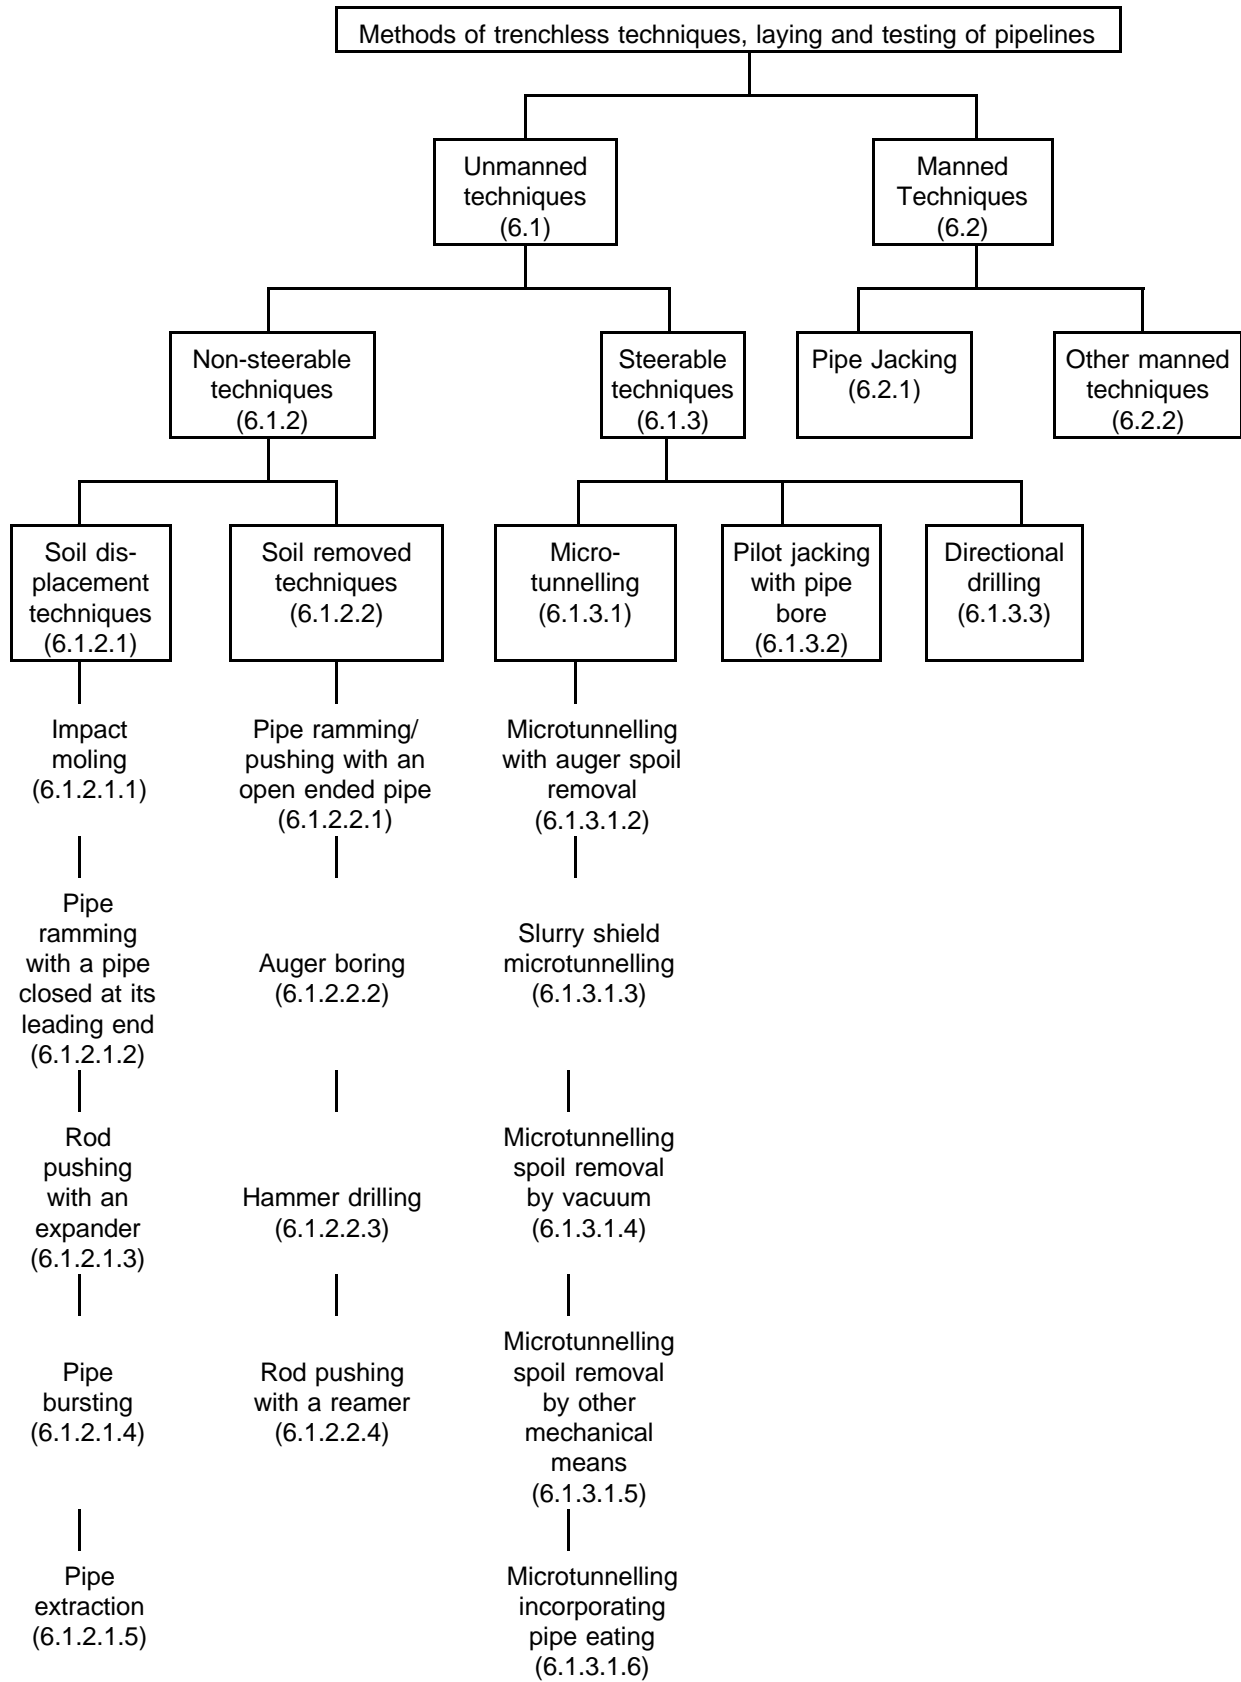 Methods of trenchless techniques, laying and testing of pipelines
Unmanned
techniques
(6.1)
Manned
Techniques
(6.2)
Non-steerable
techniques
(6.1.2)
Steerable
techniques
(6.1.3)
Pipe Jacking
(6.2.1)
Other manned
techniques
(6.2.2)
Soil dis-
placement
techniques
(6.1.2.1)
Soil removed
techniques
(6.1.2.2)
Micro-
tunnelling
(6.1.3.1)
Pilot jacking
with pipe
bore
(6.1.3.2)
Directional
drilling
(6.1.3.3)
Impact
moling
(6.1.2.1.1)
Pipe ramming/
pushing with an
open ended pipe
(6.1.2.2.1)
Microtunnelling
with auger spoil
removal
(6.1.3.1.2)
Pipe
ramming
with a pipe
closed at its
leading end
(6.1.2.1.2)
Auger boring
(6.1.2.2.2)
Slurry shield
microtunnelling
(6.1.3.1.3)
Rod
pushing
with an
expander
(6.1.2.1.3)
Hammer drilling
(6.1.2.2.3)
Microtunnelling
spoil removal
by vacuum
(6.1.3.1.4)
Pipe
bursting
(6.1.2.1.4)
Rod pushing
with a reamer
(6.1.2.2.4)
Microtunnelling
spoil removal
by other
mechanical
means
(6.1.3.1.5)
Pipe
extraction
(6.1.2.1.5)
Microtunnelling
incorporating
pipe eating
(6.1.3.1.6)